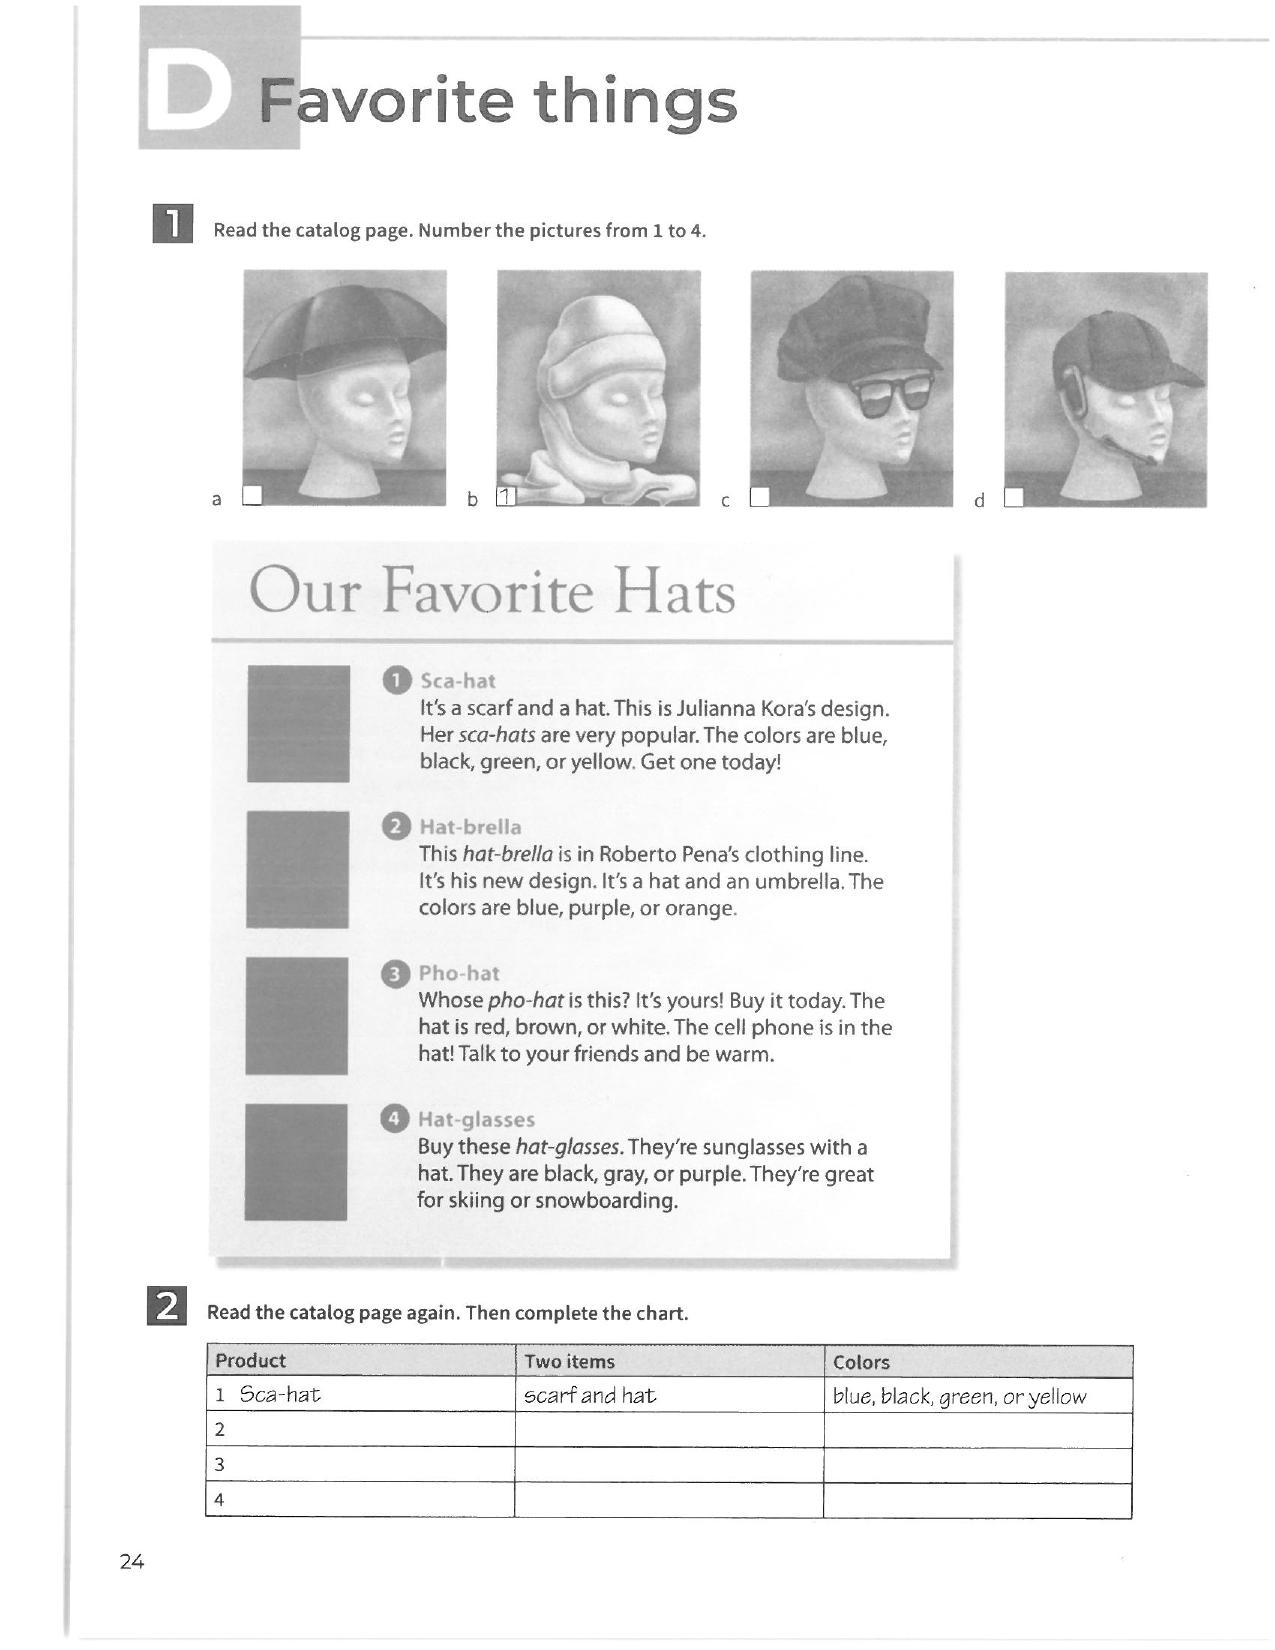 D Favorite things
1 Read the catalog page. Number the pictures from 1 to 4.
a b 1 c d
Our Favorite Hats
1 Sca-hat
It's a scarf and a hat. This is Julianna Kora's design.
Her sca-hats are very popular. The colors are blue,
black, green, or yellow. Get one today!
2 Hat-brella
This hat-brella is in Roberto Pena's clothing line.
It's his new design. It's a hat and an umbrella. The
colors are blue, purple, or orange.
3 Pho-hat
Whose pho-hat is this? It's yours! Buy it today. The
hat is red, brown, or white. The cell phone is in the
hat! Talk to your friends and be warm.
4 Hat-glasses
Buy these hat-glasses. They're sunglasses with a
hat. They are black, gray, or purple. They're great
for skiing or snowboarding.
2 Read the catalog page again. Then complete the chart.
Product Two items Colors
1 Sca-hat scarf and hat blue, black, green, or yellow
2
3
4
24